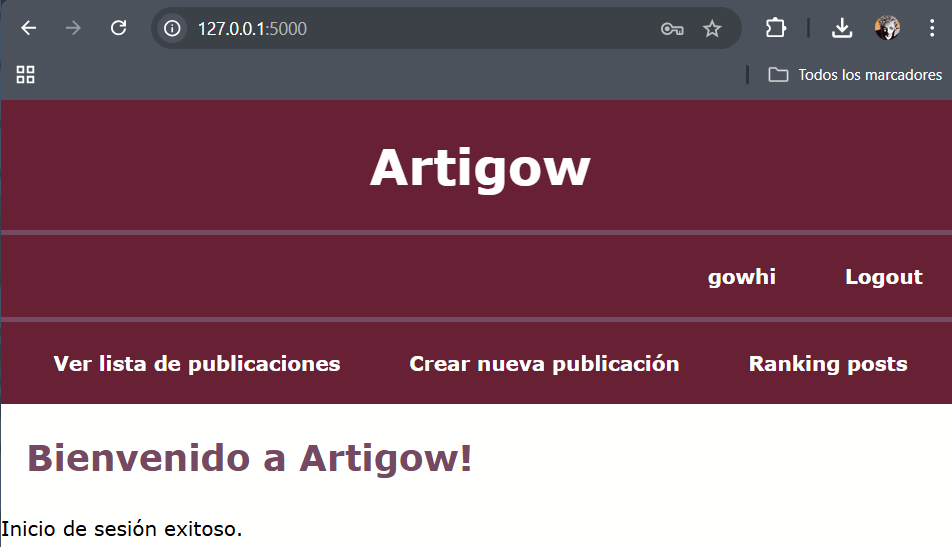 127.0.0.1:5000
Todos los marcadores
Artigow
gowhi Logout
Ver lista de publicaciones Crear nueva publicación Ranking posts
Bienvenido a Artigow!
Inicio de sesión exitoso.